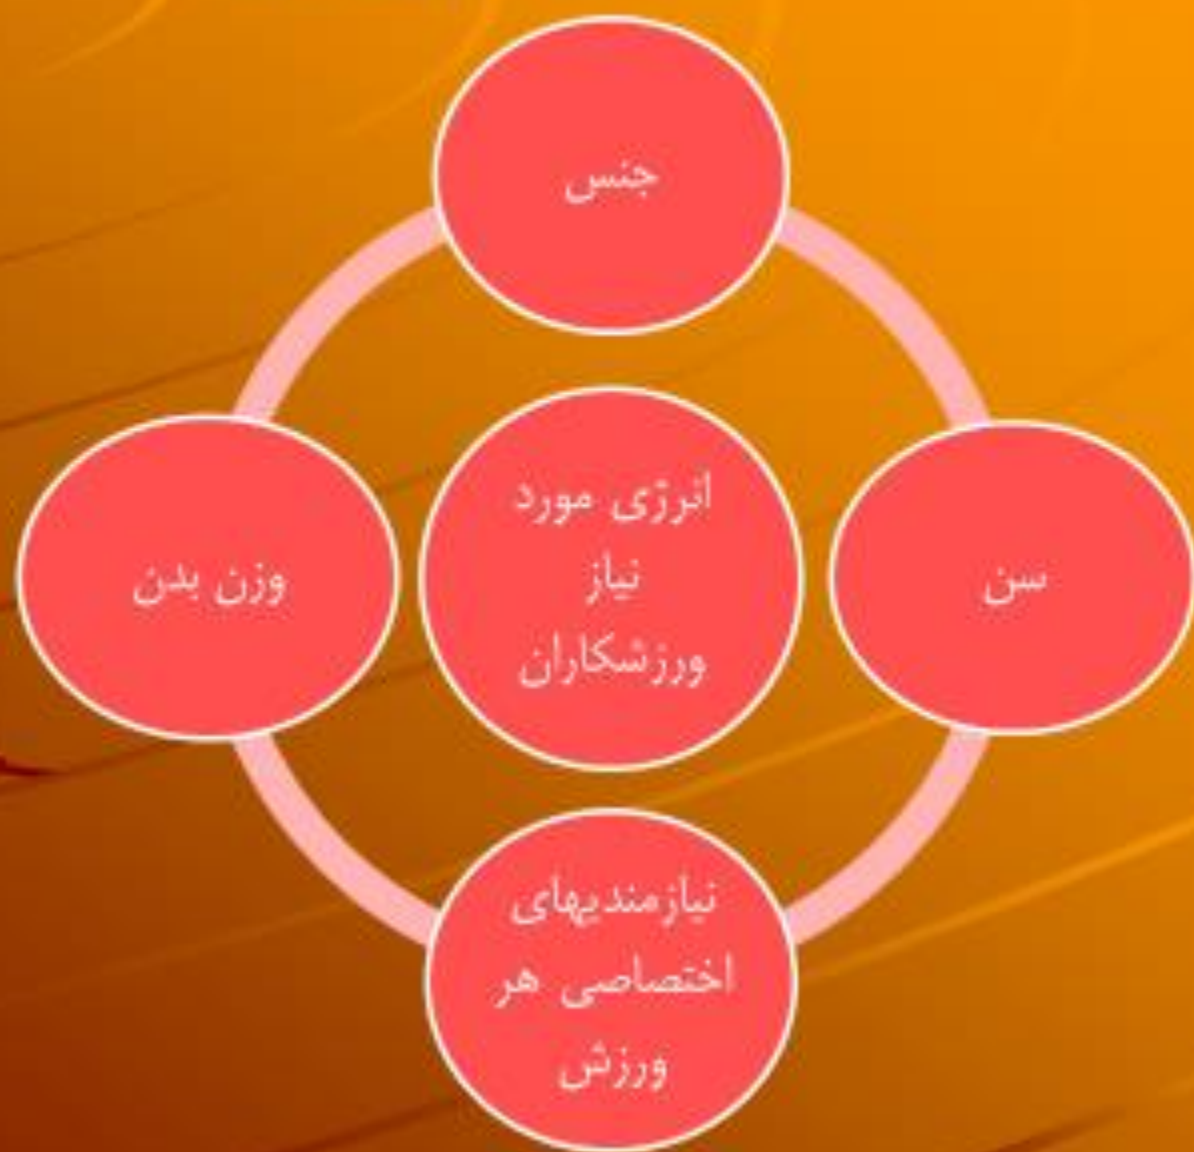 جنس
انرژی مورد
نیاز
ورزشکاران
سن
وزن بدن
نیازمندیهای
اختصاصی هر
ورزش